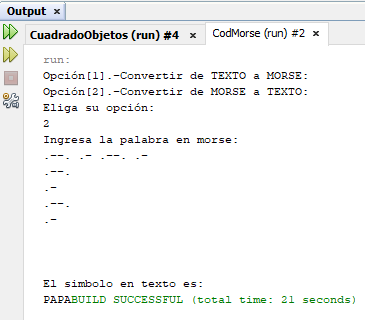 Output ×
CuadradoObjetos (run) #4 × CodMorse (run) #2 ×
run:
Opción[1].-Convertir de TEXTO a MORSE:
Opción[2].-Convertir de MORSE a TEXTO:
Eliga su opción:
2
Ingresa la palabra en morse:
.--. .- .--. .-
.--.
.-
.--.
.-
El simbolo en texto es:
PAPABUILD SUCCESSFUL (total time: 21 seconds)